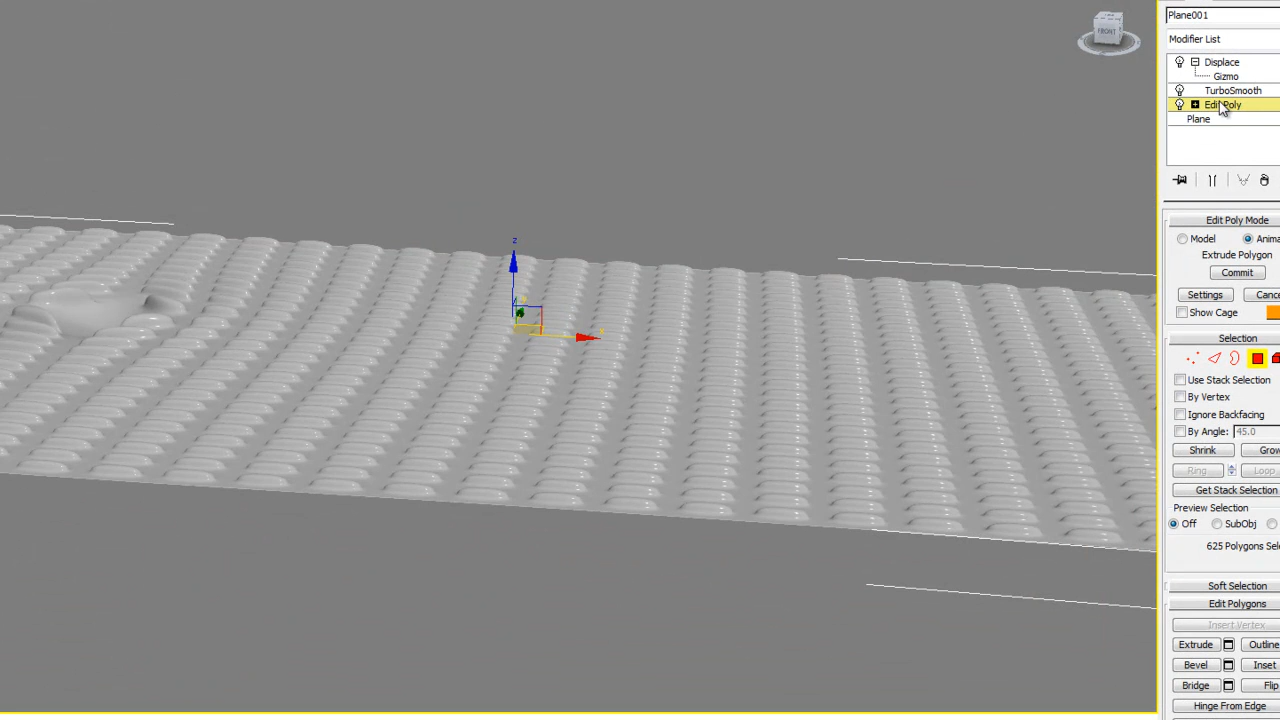 Plane001
FRONT
Modifier List
Displace
Gizmo
TurboSmooth
Edit Poly
Plane
Edit Poly Mode
Model Anima
Extrude Polygon
Commit
Settings Cance
Show Cage
Selection
Use Stack Selection
By Vertex
Ignore Backfacing
By Angle: 45.0
Shrink Grow
Ring Loop
Get Stack Selection
Preview Selection
Off SubObj
625 Polygons Sele
Soft Selection
Edit Polygons
Insert Vertex
Extrude Outline
Bevel Inset
Bridge Flip
Hinge From Edge
z
x